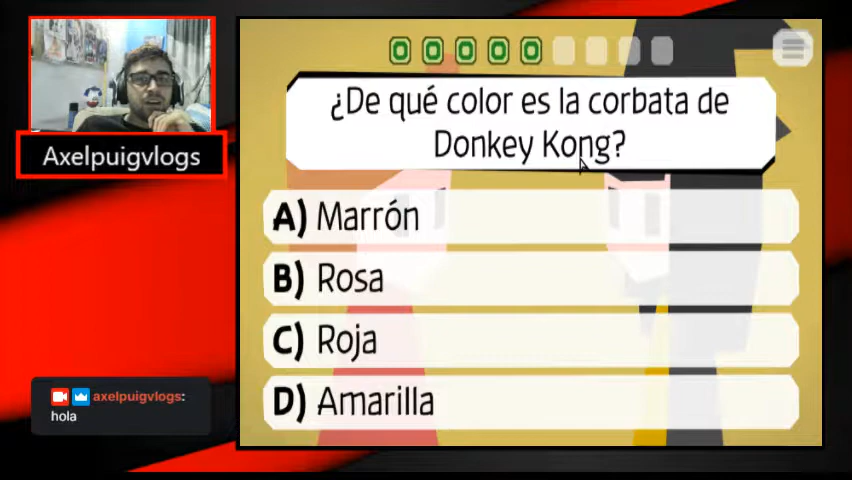 Axelpuigvlogs
axelpuigvlogs:
hola
¿De qué color es la corbata de
Donkey Kong?
A) Marrón
B) Rosa
C) Roja
D) Amarilla